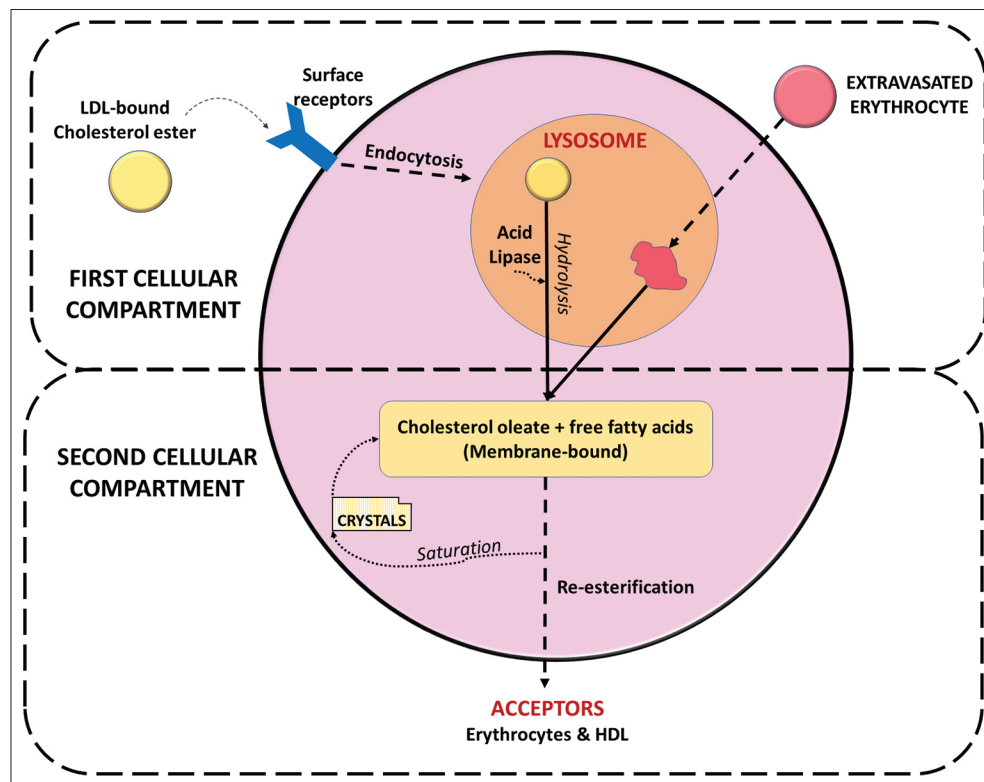 LDL-bound
Cholesterol ester
Surface
receptors
EXTRAVASATED
ERYTHROCYTE
Endocytosis
LYSOSOME
Acid
Lipase
Hydrolysis
FIRST CELLULAR
COMPARTMENT
SECOND CELLULAR
COMPARTMENT
Cholesterol oleate + free fatty acids
(Membrane-bound)
CRYSTALS
Saturation
Re-esterification
ACCEPTORS
Erythrocytes & HDL